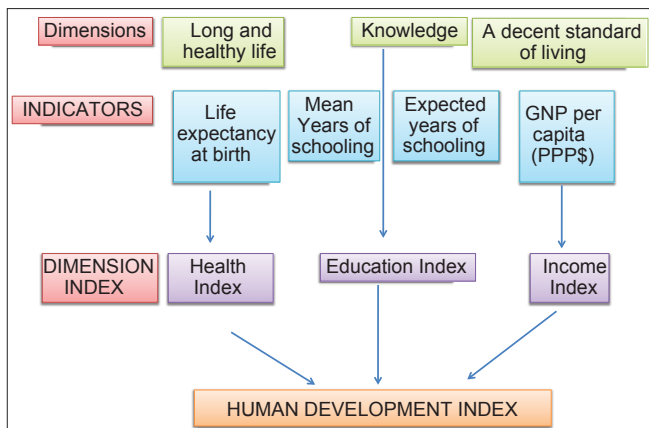 Dimensions
Long and
healthy life
Knowledge
A decent standard
of living
INDICATORS
Life
expectancy
at birth
Mean
Years of
schooling
Expected
years of
schooling
GNP per
capita
(PPP$)
DIMENSION
INDEX
Health
Index
Education Index
Income
Index
HUMAN DEVELOPMENT INDEX